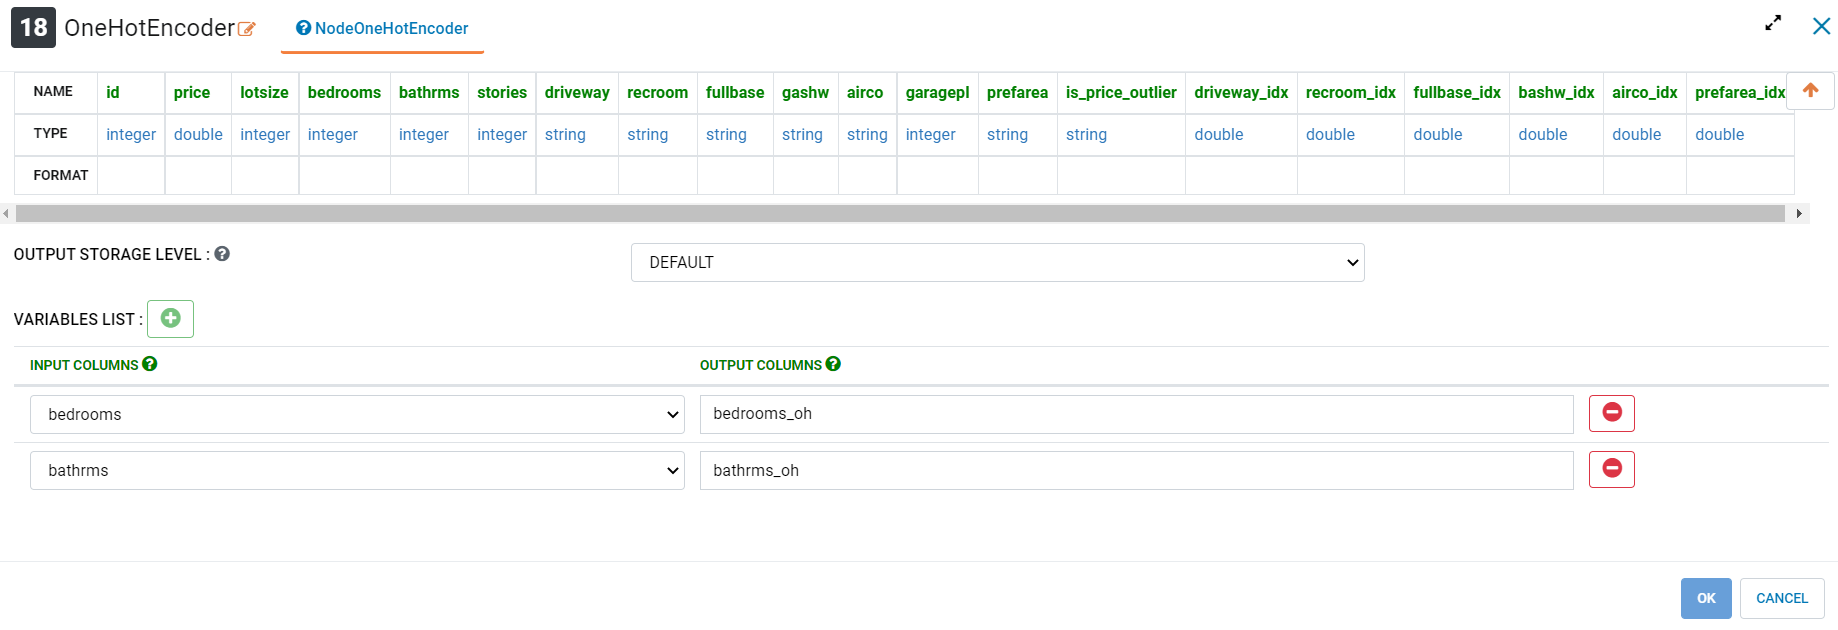 18 OneHotEncoder NodeOneHotEncoder
NAME id price lotsize bedrooms bathrms stories driveway recroom fullbase gashw airco garagepl prefarea is_price_outlier driveway_idx recroom_idx fullbase_idx bashw_idx airco_idx prefarea_idx
TYPE integer double integer integer integer integer string string string string string integer string string double double double double double double
FORMAT
OUTPUT STORAGE LEVEL : DEFAULT
VARIABLES LIST :
INPUT COLUMNS OUTPUT COLUMNS
bedrooms bedrooms_oh
bathrms bathrms_oh
OK CANCEL